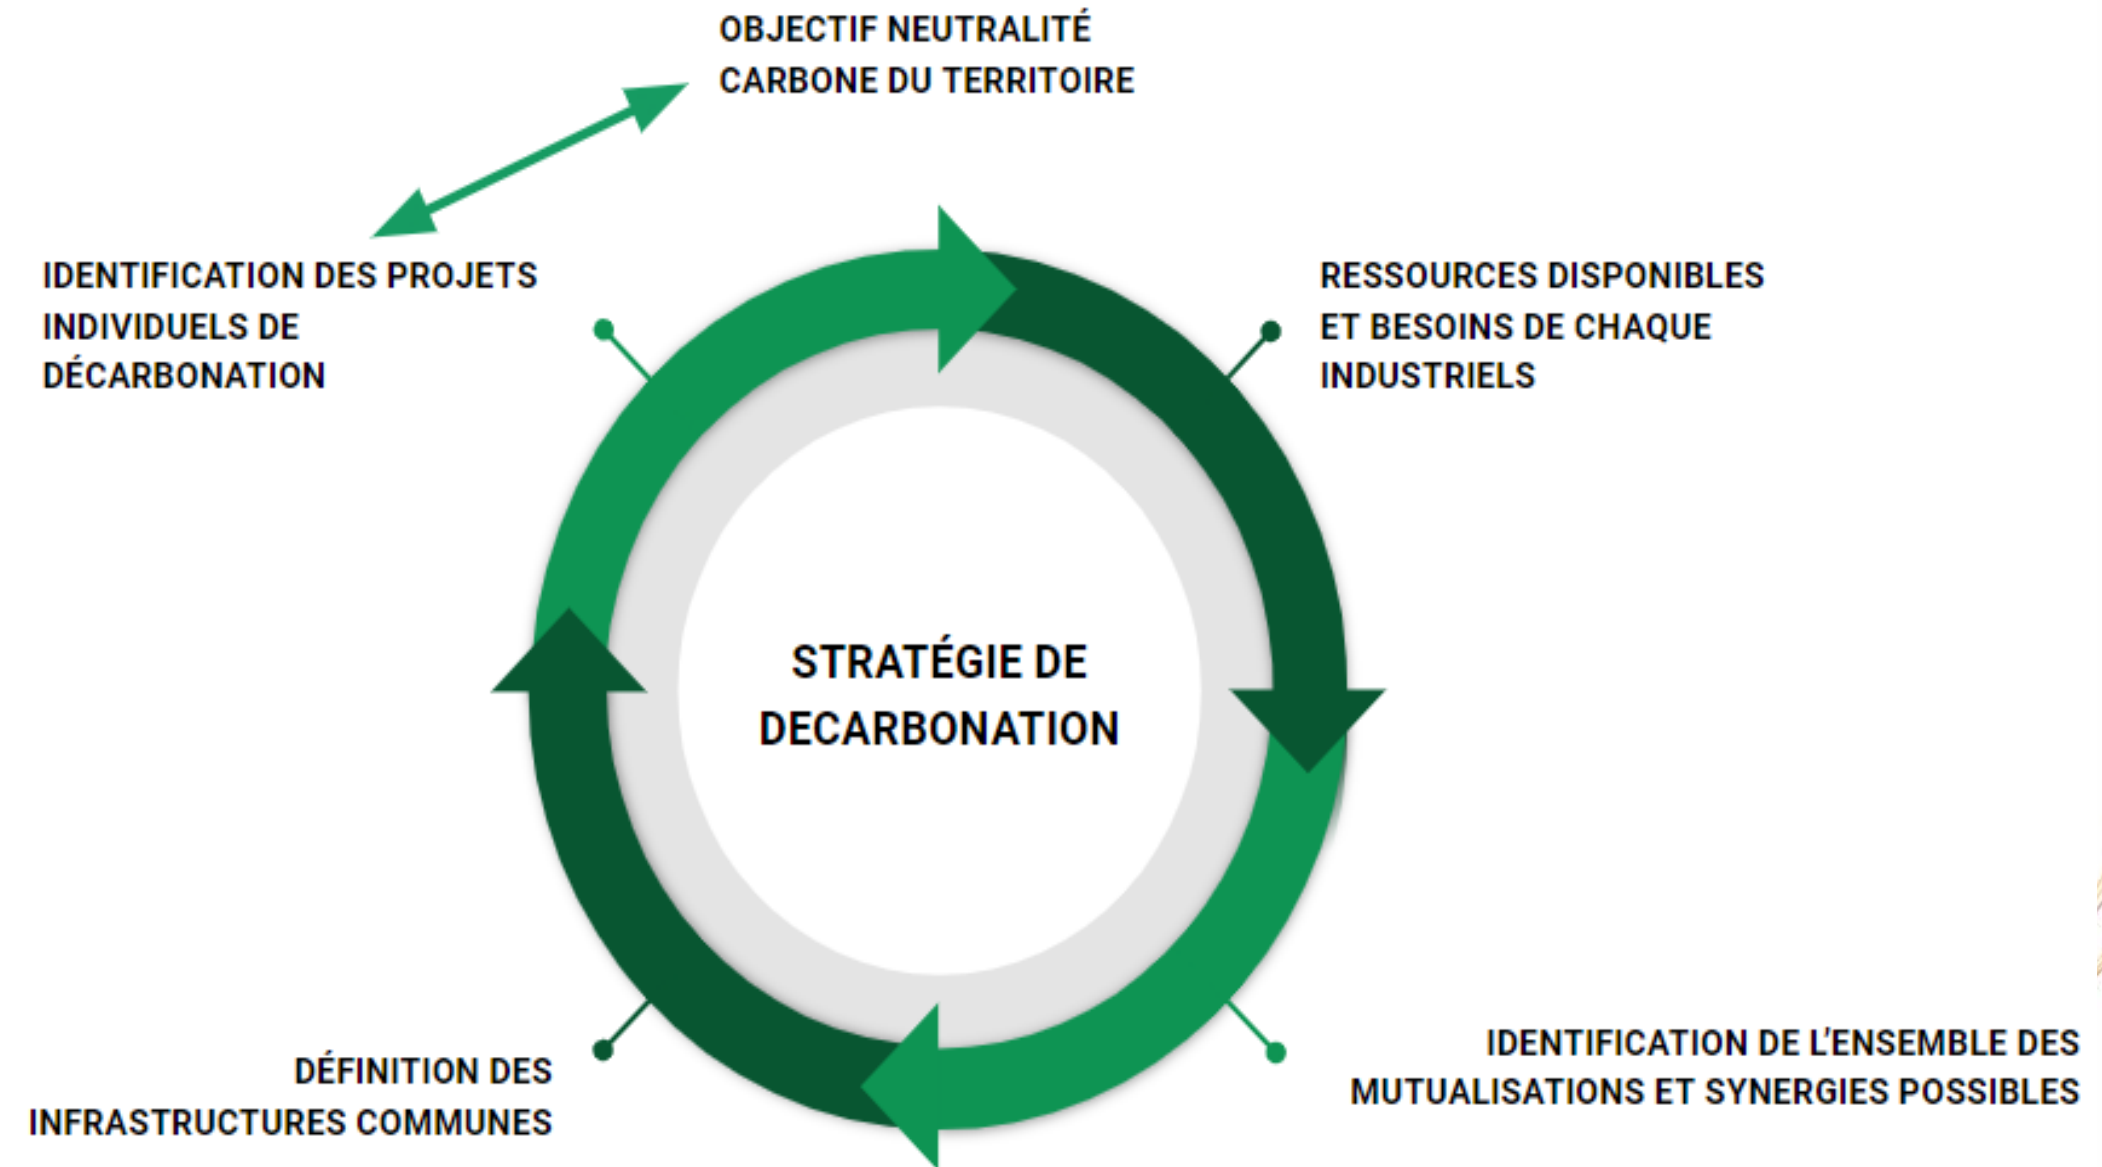 OBJECTIF NEUTRALITÉ
CARBONE DU TERRITOIRE
IDENTIFICATION DES PROJETS
INDIVIDUELS DE
DÉCARBONATION
RESSOURCES DISPONIBLES
ET BESOINS DE CHAQUE
INDUSTRIELS
STRATÉGIE DE
DECARBONATION
DÉFINITION DES
INFRASTRUCTURES COMMUNES
IDENTIFICATION DE L'ENSEMBLE DES
MUTUALISATIONS ET SYNERGIES POSSIBLES